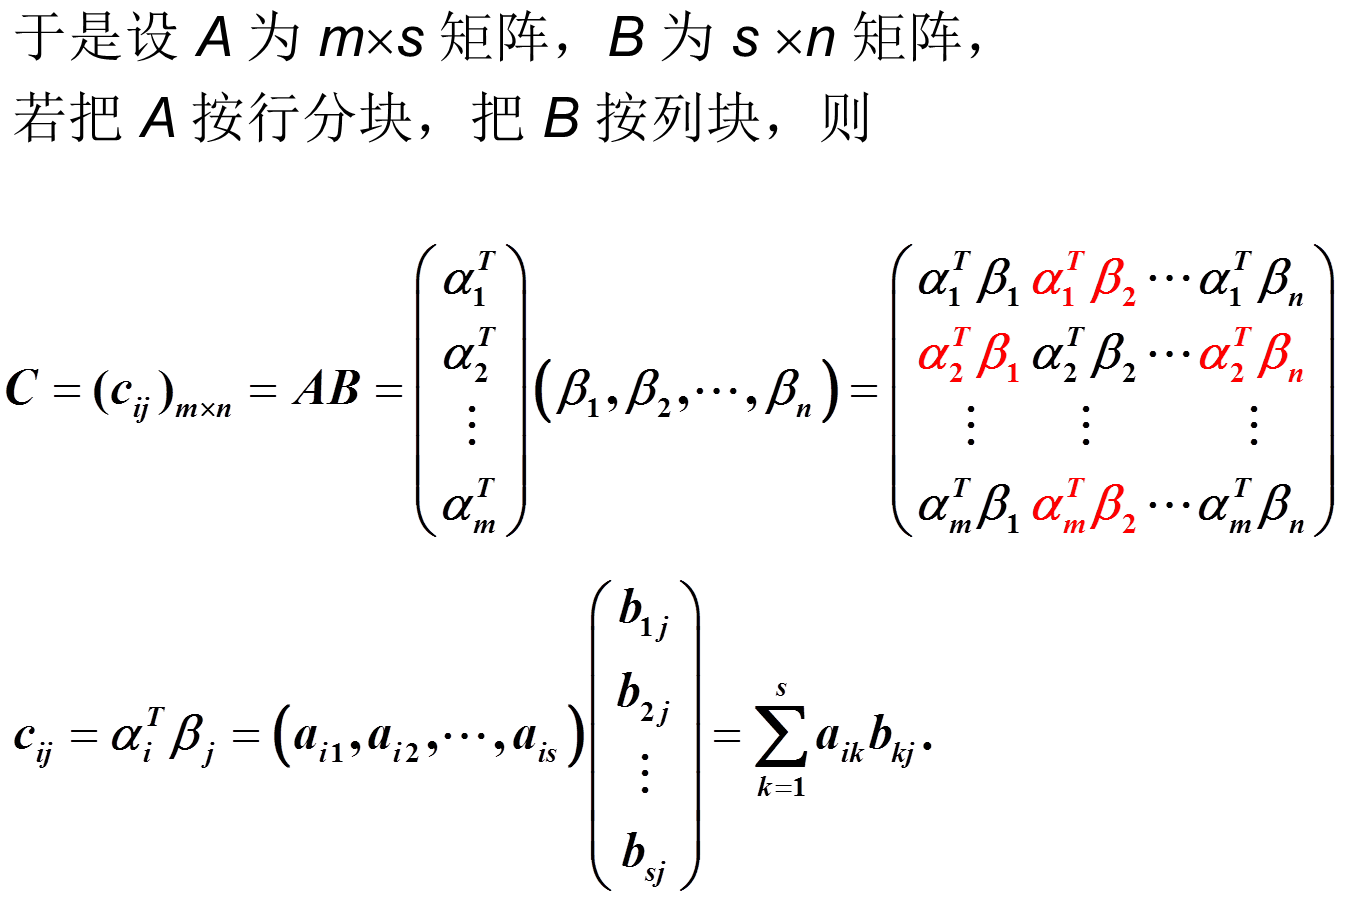 于是设 A 为 m×s 矩阵，B 为 s ×n 矩阵，
若把 A 按行分块，把 B 按列块，则
$C = (c_{ij})_{m \times n} = AB = \begin{pmatrix} \alpha_1^T \\ \alpha_2^T \\ \vdots \\ \alpha_m^T \end{pmatrix} (\beta_1, \beta_2, \cdots, \beta_n) = \begin{pmatrix} \alpha_1^T \beta_1 & \alpha_1^T \beta_2 & \cdots & \alpha_1^T \beta_n \\ \alpha_2^T \beta_1 & \alpha_2^T \beta_2 & \cdots & \alpha_2^T \beta_n \\ \vdots & \vdots & & \vdots \\ \alpha_m^T \beta_1 & \alpha_m^T \beta_2 & \cdots & \alpha_m^T \beta_n \end{pmatrix}$
$c_{ij} = \alpha_i^T \beta_j = (a_{i1}, a_{i2}, \cdots, a_{is}) \begin{pmatrix} b_{1j} \\ b_{2j} \\ \vdots \\ b_{sj} \end{pmatrix} = \sum_{k=1}^{s} a_{ik} b_{kj}.$